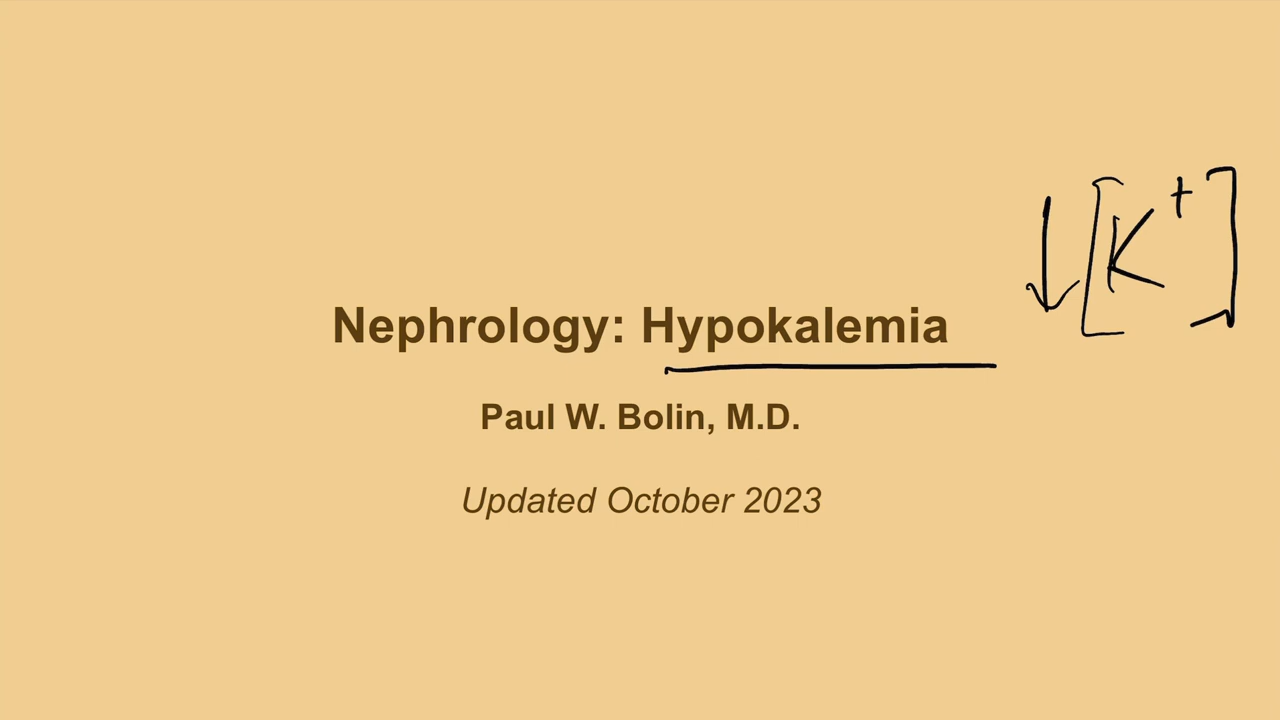 ↓[K⁺]
Nephrology: Hypokalemia
Paul W. Bolin, M.D.
Updated October 2023